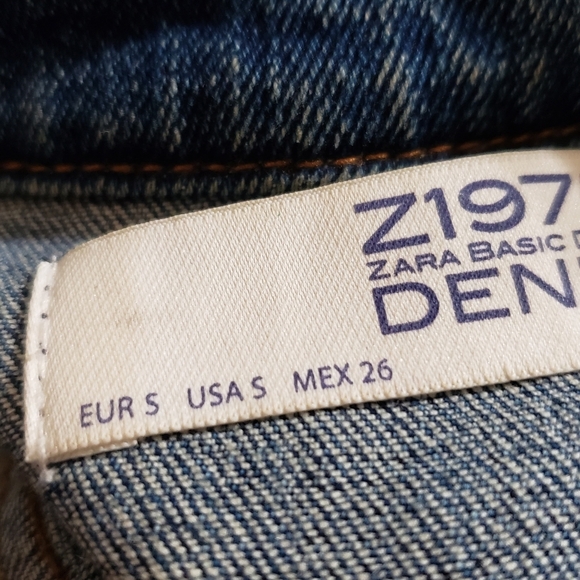 Z197
ZARA BASIC
DEN
EUR S USA S MEX 26